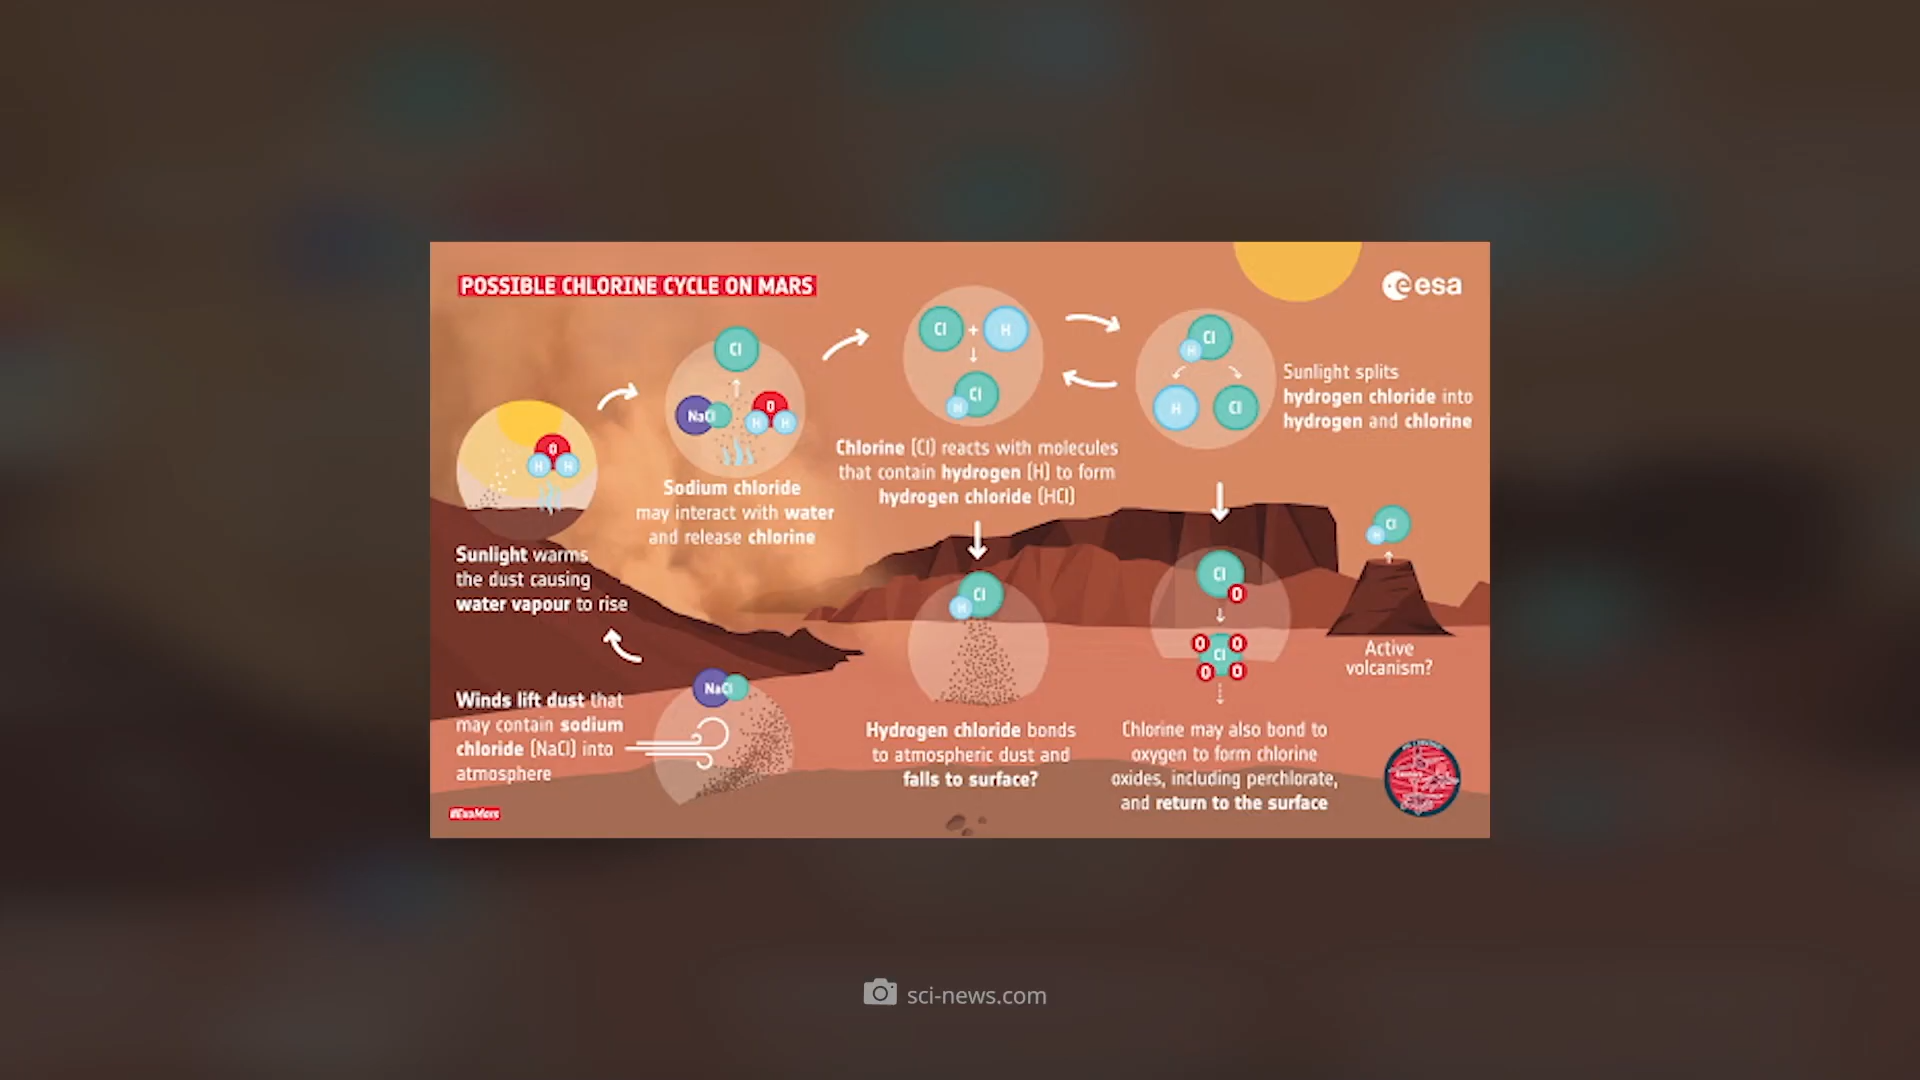 POSSIBLE CHLORINE CYCLE ON MARS
esa
Cl
Cl + H
Cl
H
Cl
H
NaCl
O
H H
Cl
H
H
Cl
Sunlight splits
hydrogen chloride into
hydrogen and chlorine
O
H H
Chlorine (Cl) reacts with molecules
that contain hydrogen (H) to form
hydrogen chloride (HCl)
Sodium chloride
may interact with water
and release chlorine
Sunlight warms
the dust causing
water vapour to rise
Cl
H
Cl
H
Cl
O
O O
Cl
O O
Active
volcanism?
NaCl
Winds lift dust that
may contain sodium
chloride (NaCl) into
atmosphere
Hydrogen chloride bonds
to atmospheric dust and
falls to surface?
Chlorine may also bond to
oxygen to form chlorine
oxides, including perchlorate,
and return to the surface
#ExoMars
sci-news.com